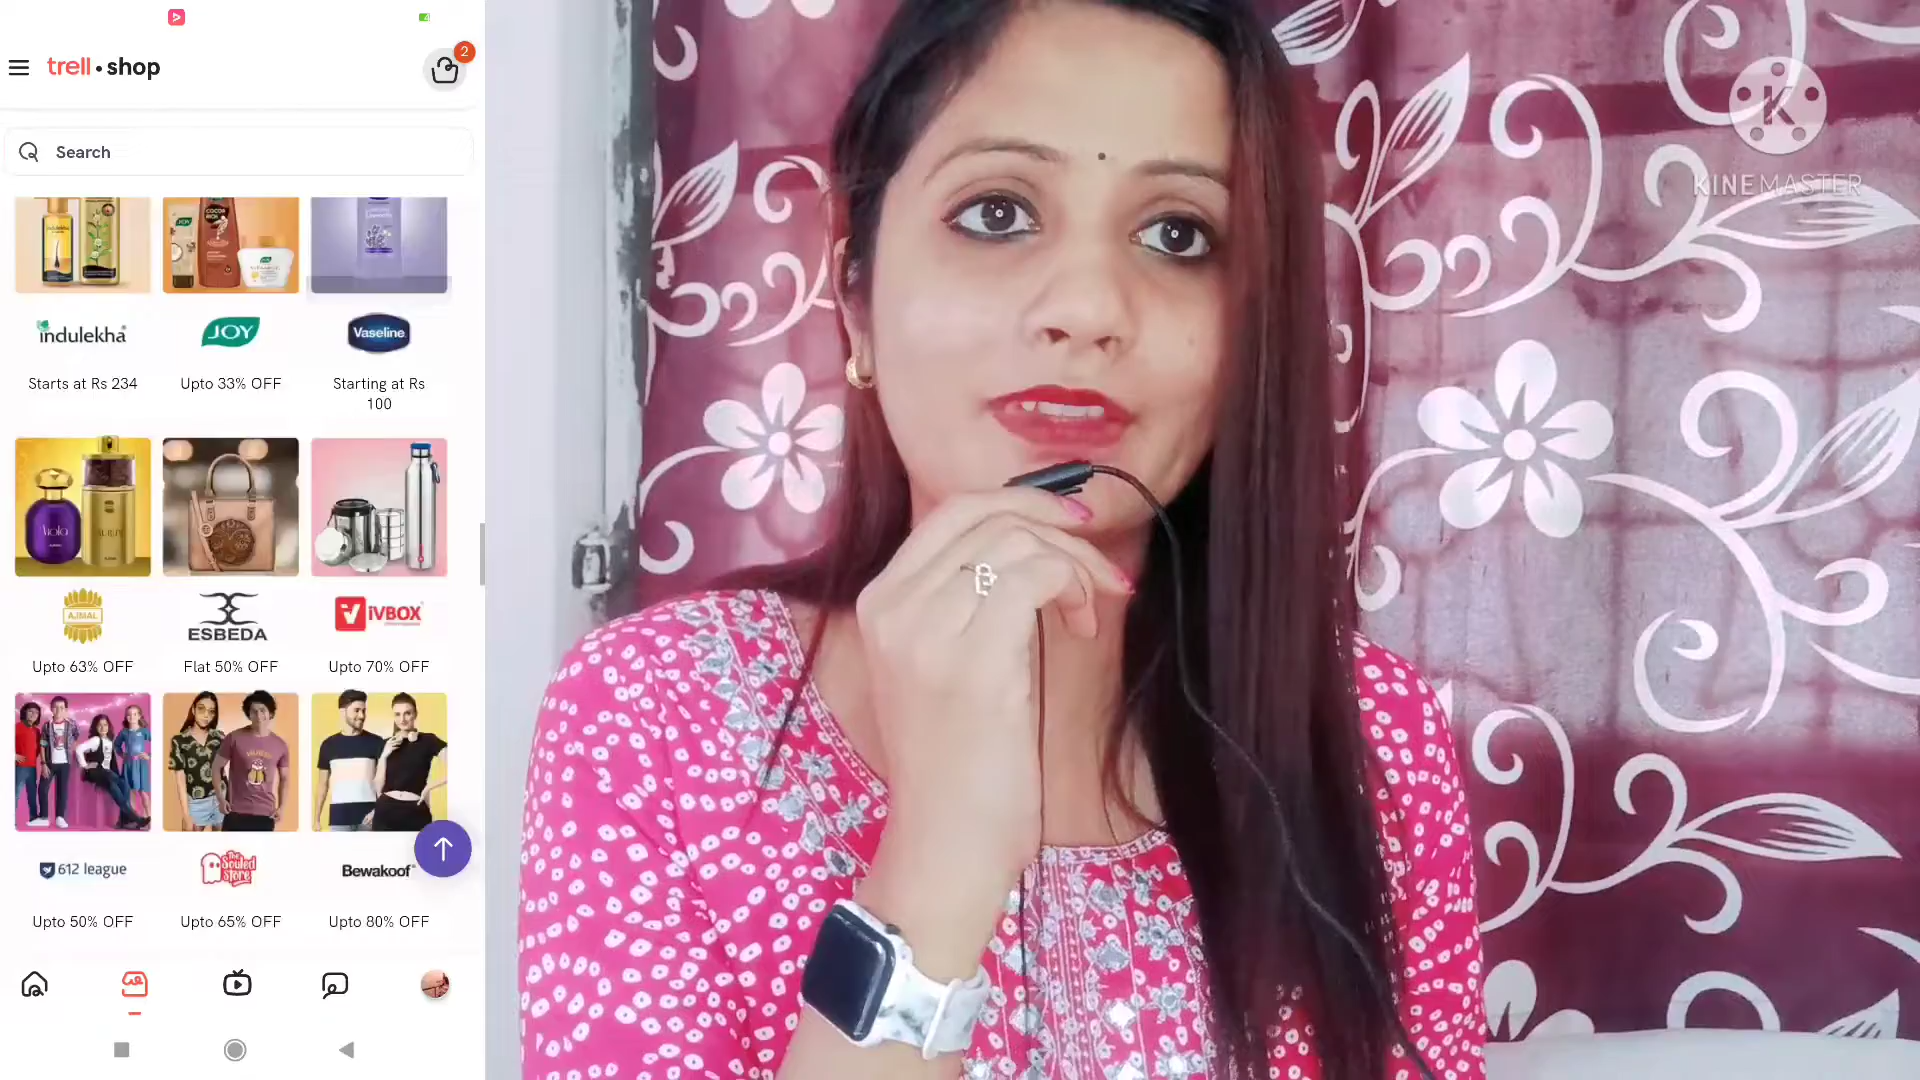 trell • shop
2
Search
indulekha
JOY
Vaseline
Starts at Rs 234
Upto 33% OFF
Starting at Rs
100
AJMAL
ESBEDA
iVBOX
Upto 63% OFF
Flat 50% OFF
Upto 70% OFF
612 league
The
Souled
Store
Bewakoof
Upto 50% OFF
Upto 65% OFF
Upto 80% OFF
K
KINEMASTER